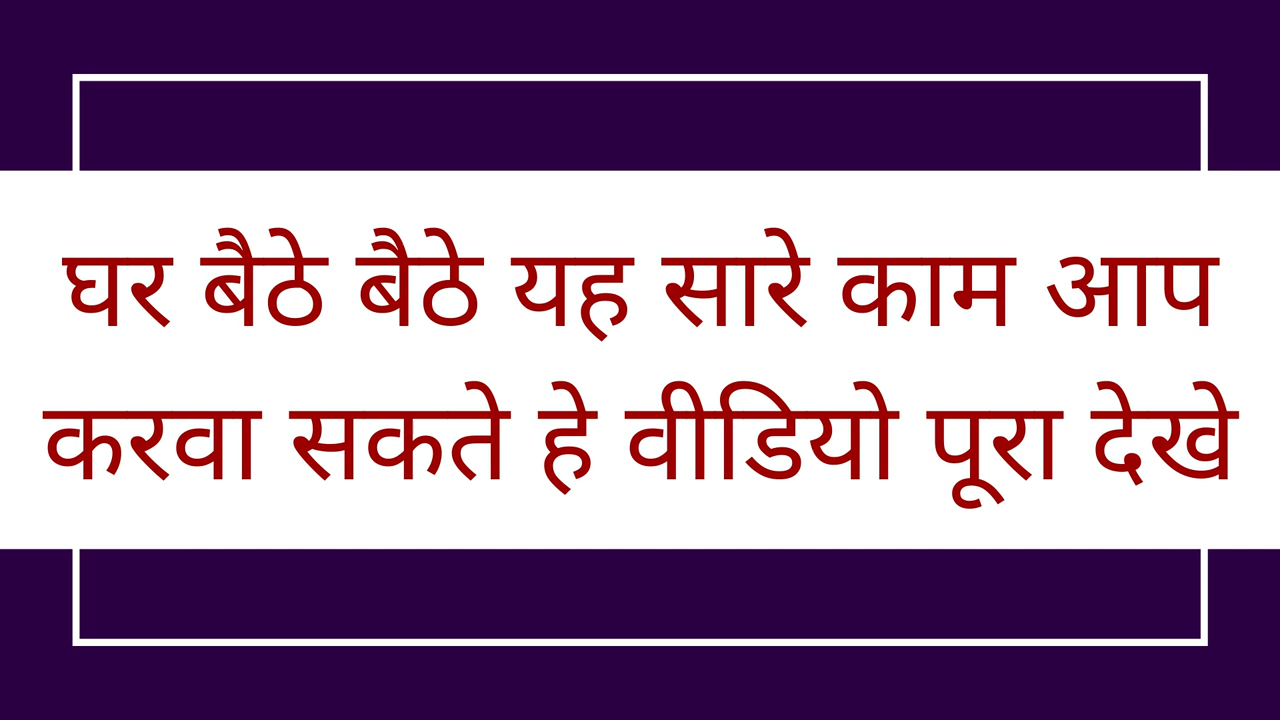 घर बैठे बैठे यह सारे काम आप
करवा सकते हे वीडियो पूरा देखे